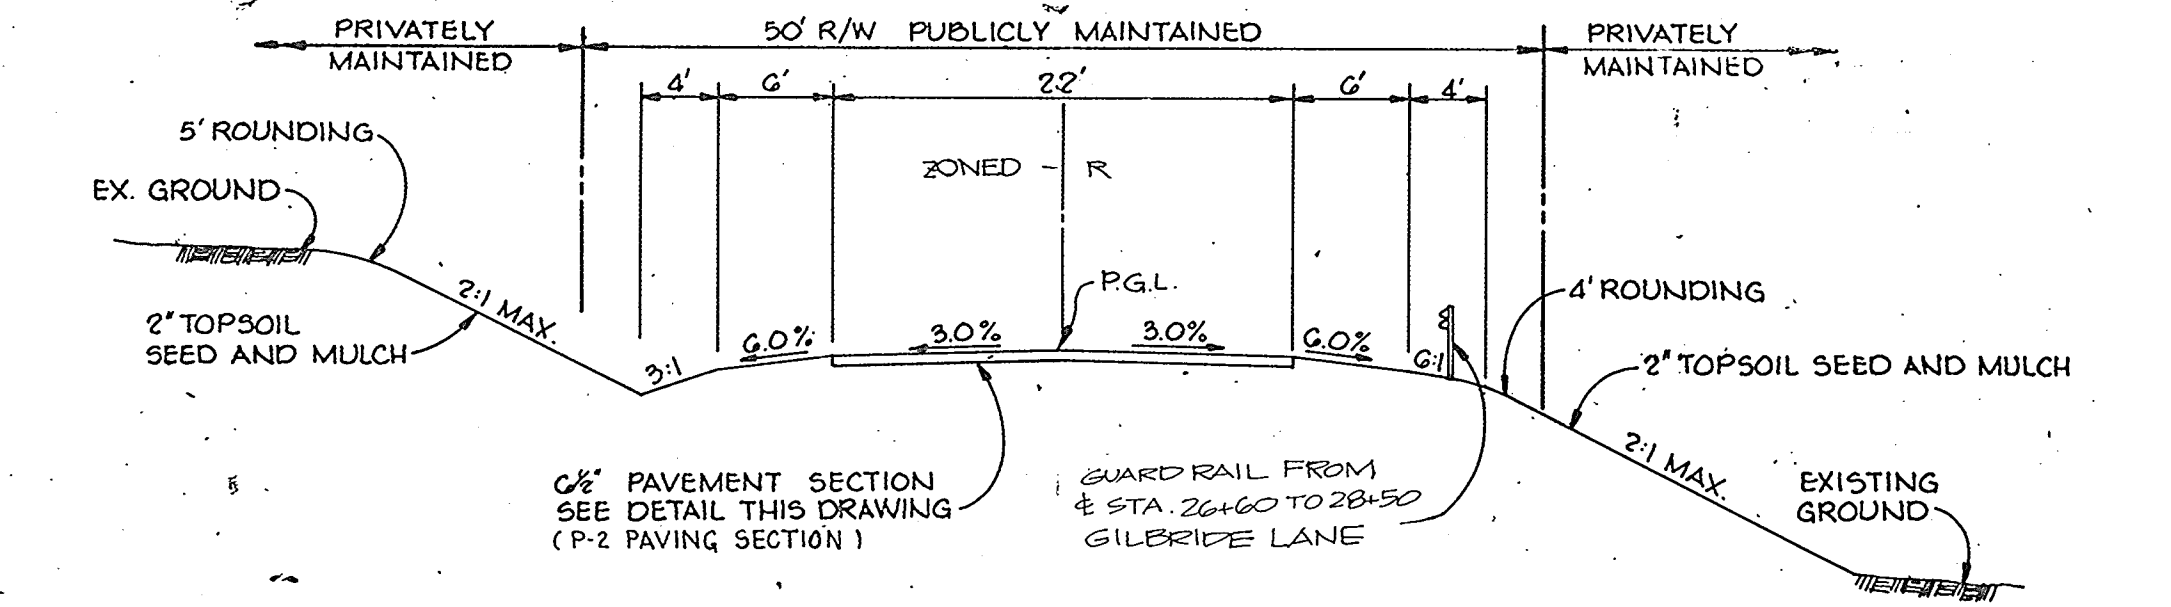 PRIVATELY
MAINTAINED
50' R/W PUBLICLY MAINTAINED
PRIVATELY
MAINTAINED
4'
6'
22'
6'
4'
5' ROUNDING
EX. GROUND
ZONED - R
2:1 MAX.
P.G.L.
4' ROUNDING
2" TOPSOIL
SEED AND MULCH
3:1
6.0%
3.0%
3.0%
6.0%
6:1
2" TOPSOIL SEED AND MULCH
2:1 MAX.
6½" PAVEMENT SECTION
SEE DETAIL THIS DRAWING
(P-2 PAVING SECTION)
GUARD RAIL FROM
℄ STA. 26+60 TO 28+50
GILBRIDE LANE
EXISTING
GROUND